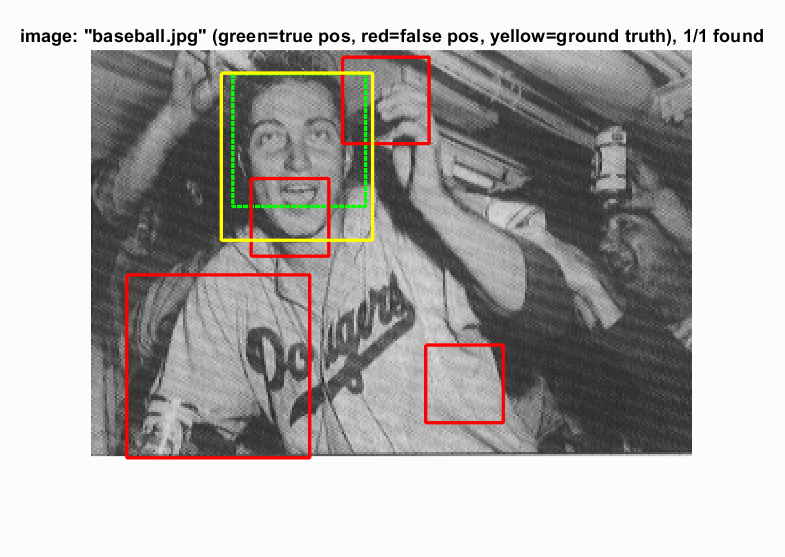 image: "baseball.jpg" (green=true pos, red=false pos, yellow=ground truth), 1/1 found
Dodgers